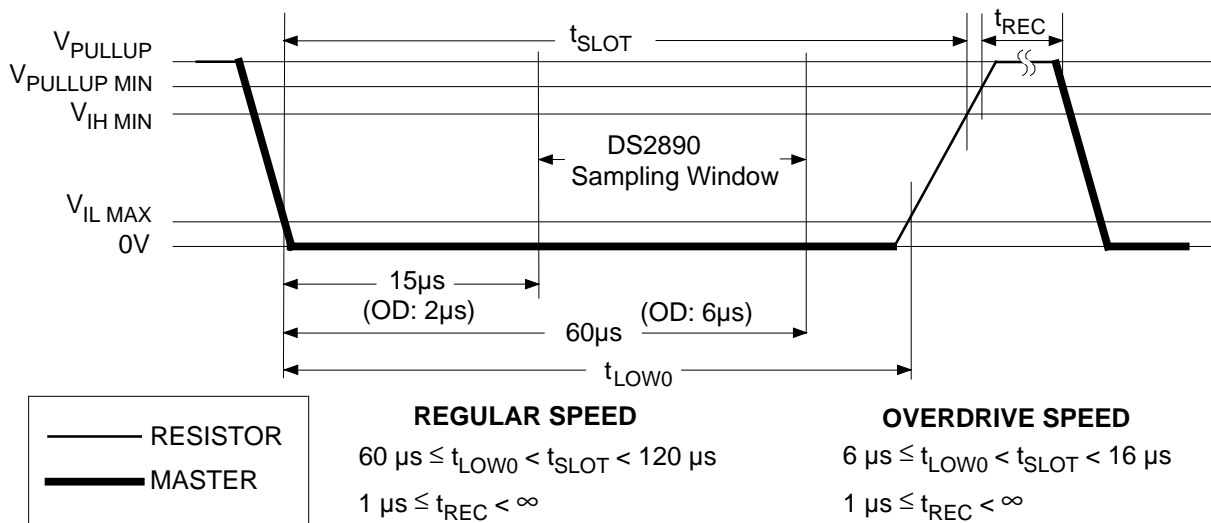 V_PULLUP
V_PULLUP MIN
V_IH MIN
V_IL MAX
0V
t_SLOT
t_REC
DS2890
Sampling Window
15µs
(OD: 2µs)
60µs
(OD: 6µs)
t_LOW0
RESISTOR
MASTER
REGULAR SPEED
60 µs ≤ t_LOW0 < t_SLOT < 120 µs
1 µs ≤ t_REC < ∞
OVERDRIVE SPEED
6 µs ≤ t_LOW0 < t_SLOT < 16 µs
1 µs ≤ t_REC < ∞